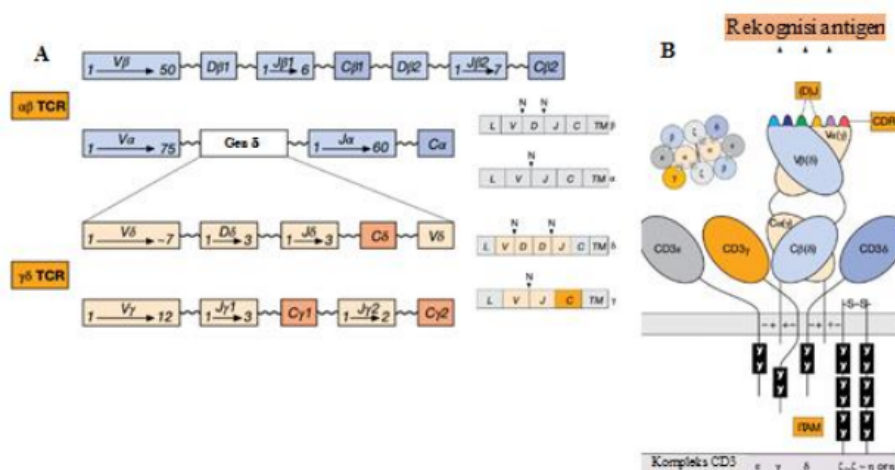 A
Vβ
1 50
Dβ1
Jβ1
1 6
Cβ1
Dβ2
Jβ2
1 7
Cβ2
αβ TCR
Vα
1 75
Gen δ
Jα
1 60
Cα
Vδ
1 ~7
Dδ
1 3
Jδ
1 3
Cδ
Vδ
γδ TCR
Vγ
1 12
Jγ1
1 3
Cγ1
Jγ2
1 2
Cγ2
N N
L V D J C TM β
N
L V J C TM α
N N
L V D D J C TM δ
N
L V J C TM γ
Rekognisi antigen
B
(D)J
CDR
Vα(γ)
Vβ(δ)
Cα(γ)
Cβ(δ)
CD3ε
CD3γ
CD3δ
-S-S-
Y Y Y Y Y
Y Y Y Y Y
Y Y Y Y Y
ITAM
Kompleks CD3
ε γ δ